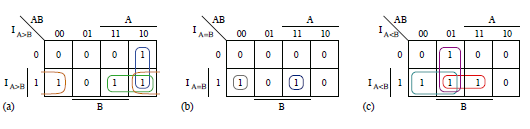 AB A
I A>B 00 01 11 10
0 0 0 0 1
I A>B 1 1 0 1 1
B
(a)
AB A
I A=B 00 01 11 10
0 0 0 0 0
I A=B 1 1 0 1 0
B
(b)
AB A
I A<B 00 01 11 10
0 0 1 0 0
I A<B 1 1 1 1 0
B
(c)